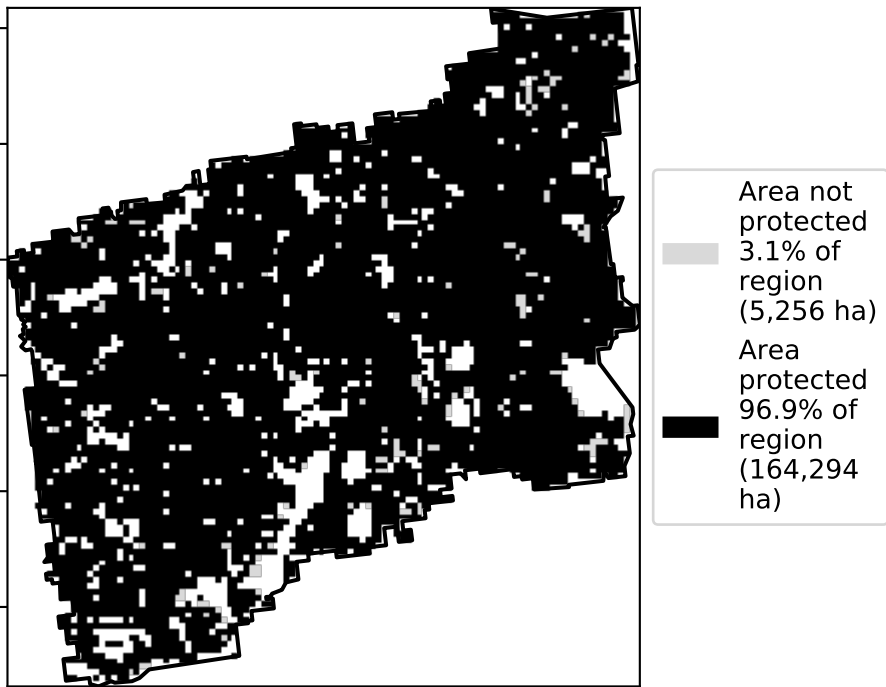 Area not
protected
3.1% of
region
(5,256 ha)
Area
protected
96.9% of
region
(164,294
ha)